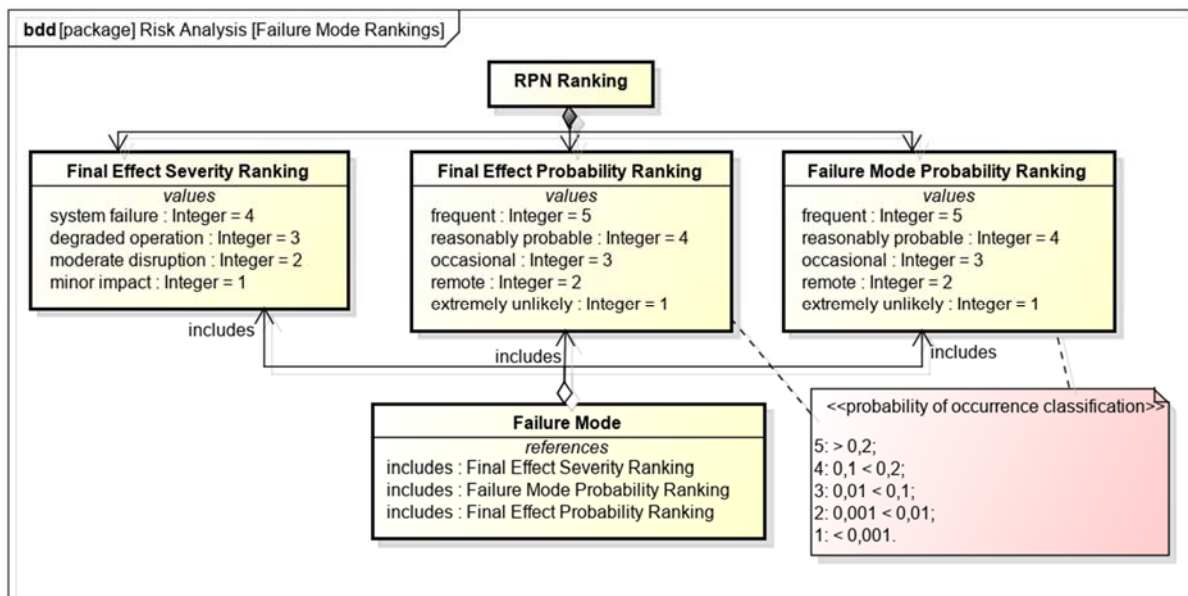 bdd [package] Risk Analysis [Failure Mode Rankings]
RPN Ranking
Final Effect Severity Ranking
values
system failure : Integer = 4
degraded operation : Integer = 3
moderate disruption : Integer = 2
minor impact : Integer = 1
Final Effect Probability Ranking
values
frequent : Integer = 5
reasonably probable : Integer = 4
occasional : Integer = 3
remote : Integer = 2
extremely unlikely : Integer = 1
Failure Mode Probability Ranking
values
frequent : Integer = 5
reasonably probable : Integer = 4
occasional : Integer = 3
remote : Integer = 2
extremely unlikely : Integer = 1
includes
includes
includes
Failure Mode
references
includes : Final Effect Severity Ranking
includes : Failure Mode Probability Ranking
includes : Final Effect Probability Ranking
<<probability of occurrence classification>>
5: > 0,2;
4: 0,1 < 0,2;
3: 0,01 < 0,1;
2: 0,001 < 0,01;
1: < 0,001.